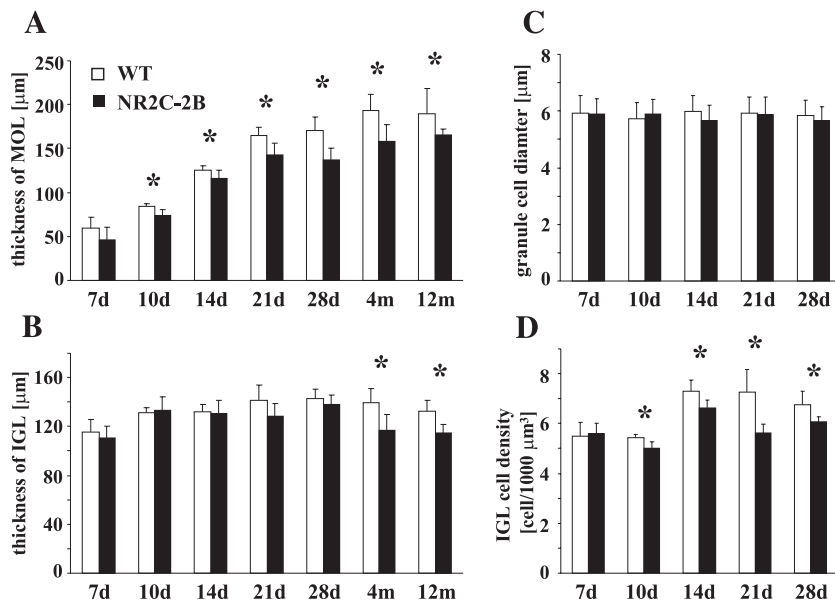 A
thickness of MOL [μm]
250
200
150
100
50
0
WT
NR2C-2B
*
*
*
*
*
*
7d 10d 14d 21d 28d 4m 12m
B
thickness of IGL [μm]
160
120
80
40
0
*
*
7d 10d 14d 21d 28d 4m 12m
C
granule cell diamter [μm]
8
6
4
2
0
7d 10d 14d 21d 28d
D
IGL cell density
[cell/1000 μm³]
8
6
4
2
0
*
*
*
*
7d 10d 14d 21d 28d